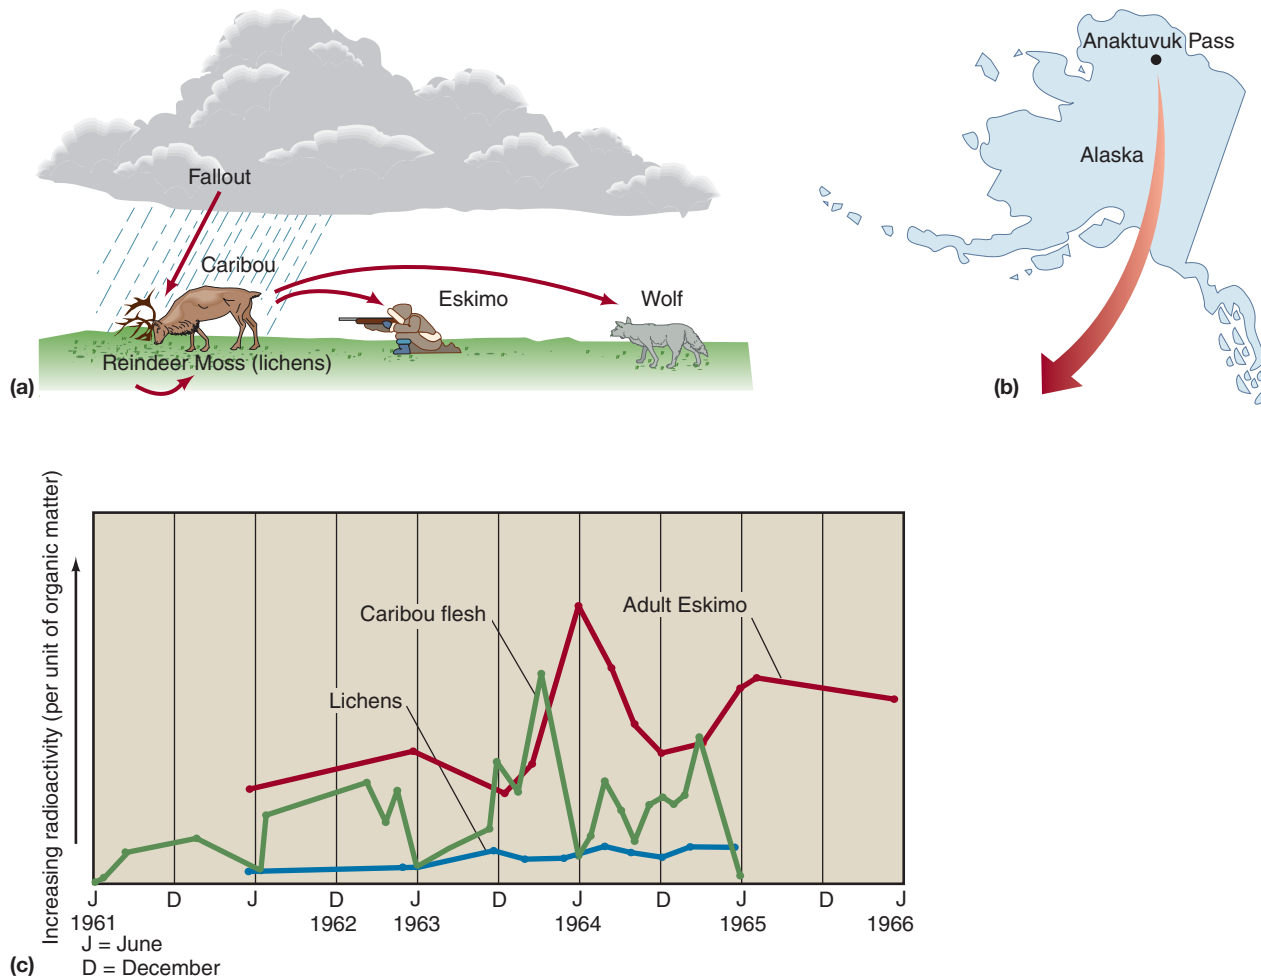 Fallout
Caribou
Eskimo
Wolf
Reindeer Moss (lichens)
(a)
Anaktuvuk Pass
Alaska
(b)
Increasing radioactivity (per unit of organic matter)
Caribou flesh
Adult Eskimo
Lichens
J D J D J D J D J D J
1961 1962 1963 1964 1965 1966
J = June
D = December
(c)